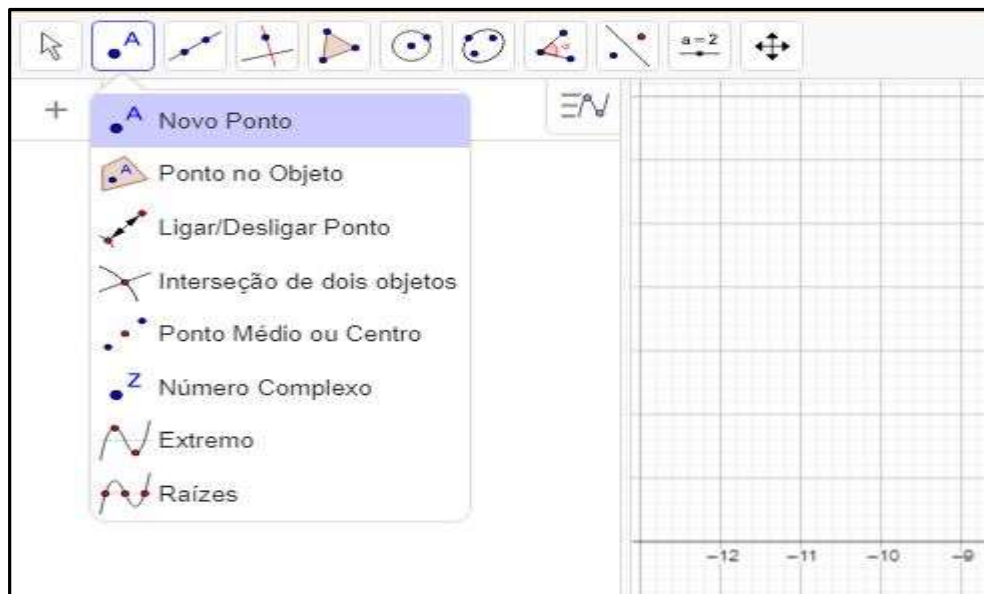 A
a = 2
Novo Ponto
A
Ponto no Objeto
A
Ligar/Desligar Ponto
Interseção de dois objetos
Ponto Médio ou Centro
Z
Número Complexo
Extremo
Raízes
−12 −11 −10 −9